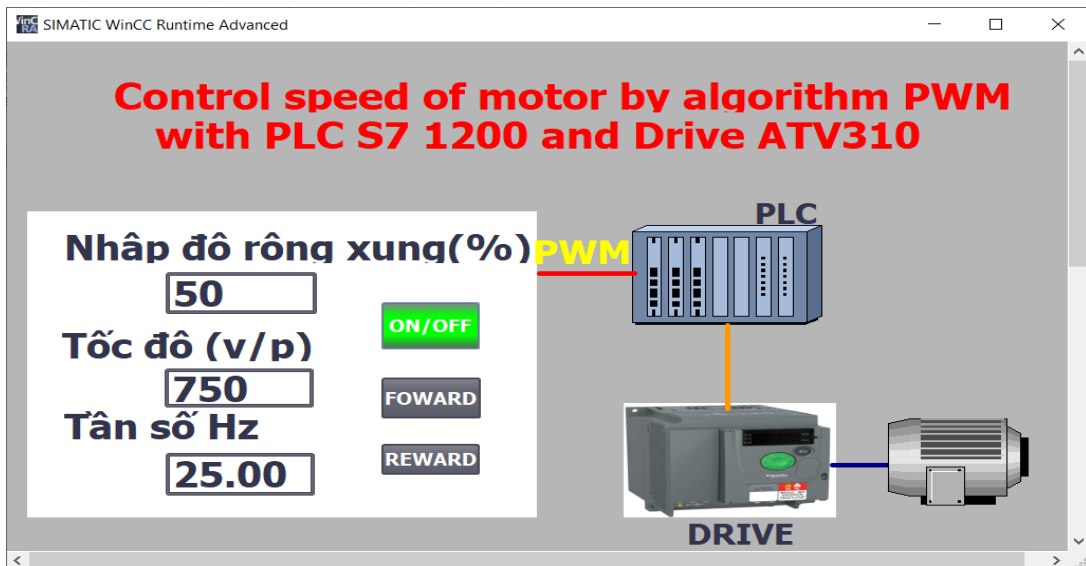 SIMATIC WinCC Runtime Advanced
Control speed of motor by algorithm PWM
with PLC S7 1200 and Drive ATV310
PLC
Nhâp đô rông xung(%)
PWM
50
ON/OFF
Tốc đô (v/p)
750
FOWARD
Tân số Hz
REWARD
25.00
DRIVE